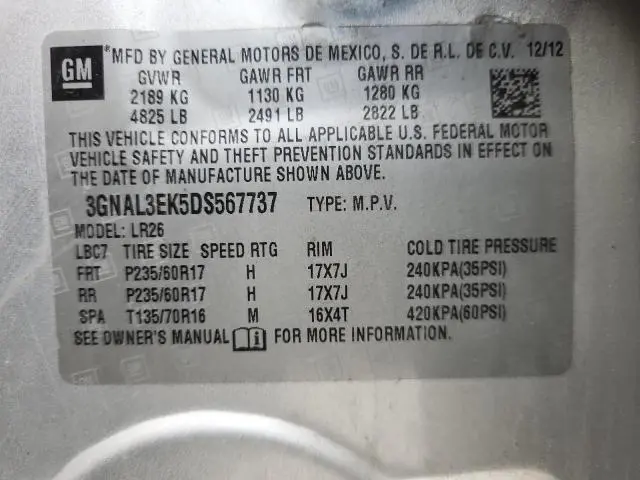 GM *MFD BY GENERAL MOTORS DE MEXICO, S. DE R.L. DE C.V. 12/12
GVWR GAWR FRT GAWR RR
2189 KG 1130 KG 1280 KG
4825 LB 2491 LB 2822 LB
THIS VEHICLE CONFORMS TO ALL APPLICABLE U.S. FEDERAL MOTOR
VEHICLE SAFETY AND THEFT PREVENTION STANDARDS IN EFFECT ON
THE DATE OF MANUFACTURE SHOWN ABOVE.
3GNAL3EK5DS567737 TYPE: M.P.V.
MODEL: LR26
LBC7 TIRE SIZE SPEED RTG RIM COLD TIRE PRESSURE
FRT P235/60R17 H 17X7J 240KPA(35PSI)
RR P235/60R17 H 17X7J 240KPA(35PSI)
SPA T135/70R16 M 16X4T 420KPA(60PSI)
SEE OWNER'S MANUAL i FOR MORE INFORMATION.